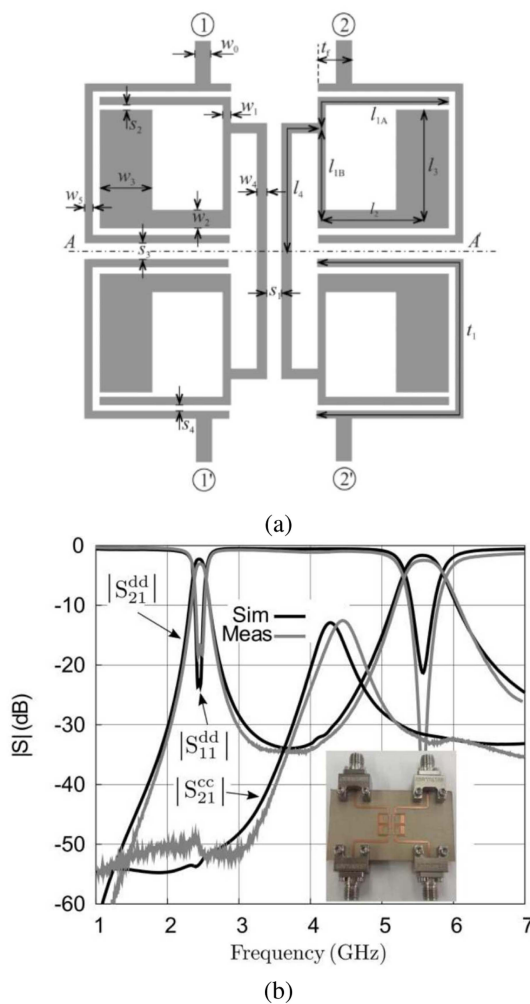 ① ②
w₀ t_f
w₁ l₁A
s₂
w₃ w₄ l₄ l₁B l₃
w₅ w₂ l₂
A s₃ A'
s₁ t₁
s₄
①' ②'
(a)
0
-10
-20
-30
-40
-50
-60
|S| (dB)
|S₂₁ᵈᵈ|
Sim
Meas
|S₁₁ᵈᵈ|
|S₂₁ᶜᶜ|
1 2 3 4 5 6 7
Frequency (GHz)
(b)